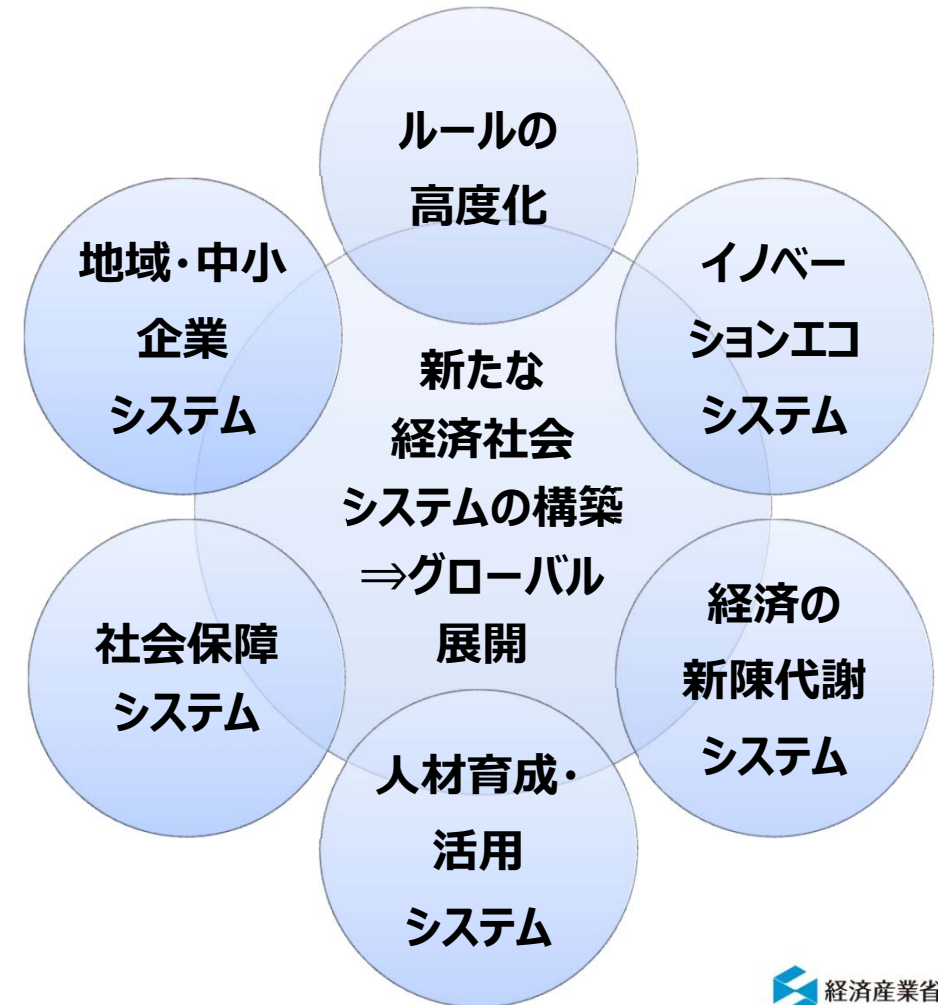 ルールの
高度化
イノベー
ションエコ
システム
経済の
新陳代謝
システム
人材育成・
活用
システム
社会保障
システム
地域・中小
企業
システム
新たな
経済社会
システムの構築
⇒グローバル
展開
経済産業省